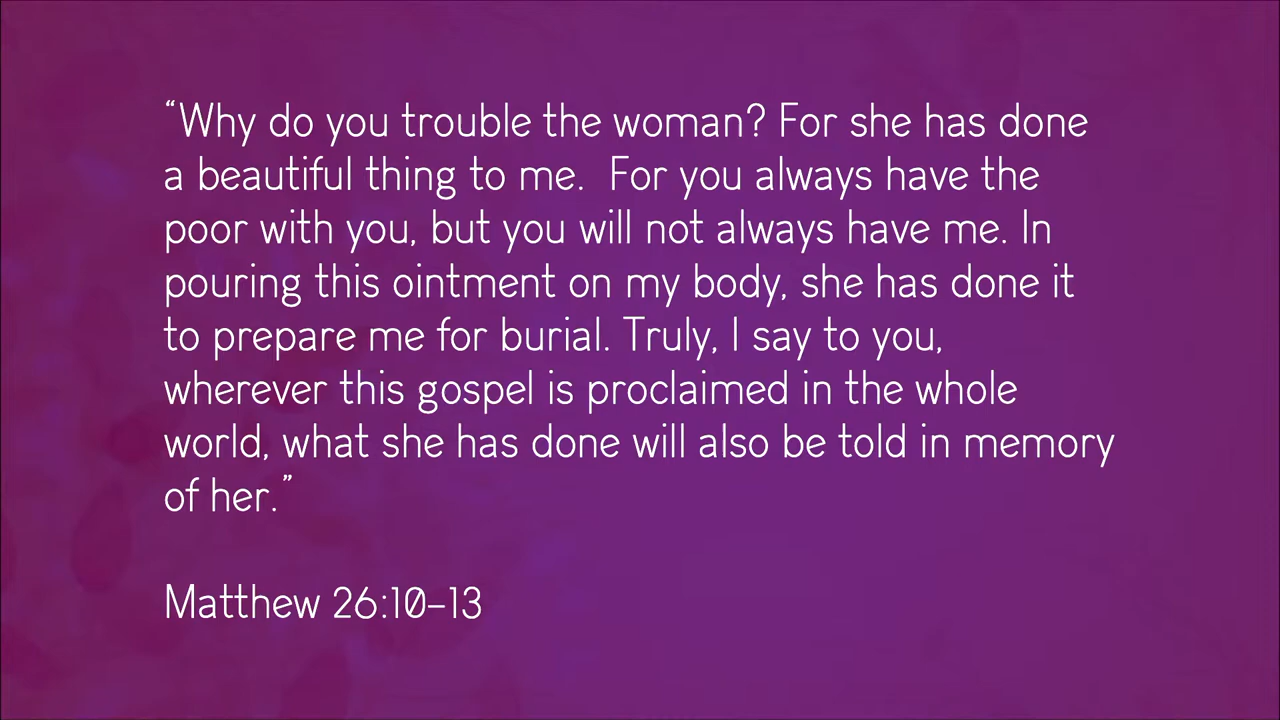 “Why do you trouble the woman? For she has done
a beautiful thing to me.  For you always have the
poor with you, but you will not always have me. In
pouring this ointment on my body, she has done it
to prepare me for burial. Truly, I say to you,
wherever this gospel is proclaimed in the whole
world, what she has done will also be told in memory
of her.”
Matthew 26:10–13